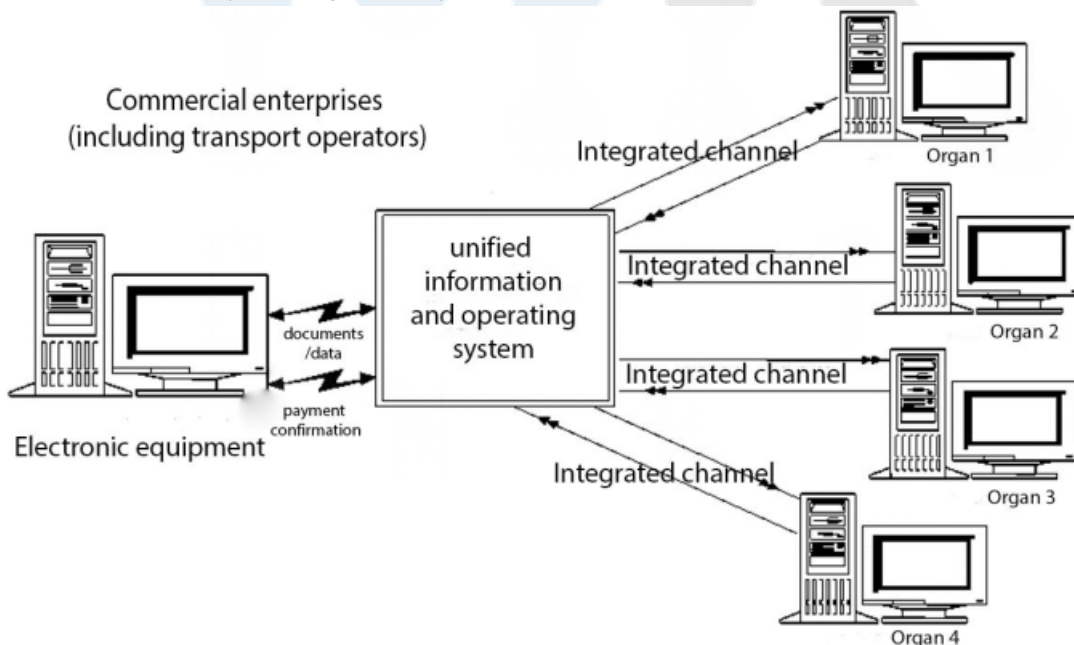 Commercial enterprises
(including transport operators)
Integrated channel
Organ 1
unified
information
and operating
system
Integrated channel
Organ 2
documents
/data
Integrated channel
payment
confirmation
Electronic equipment
Organ 3
Integrated channel
Organ 4